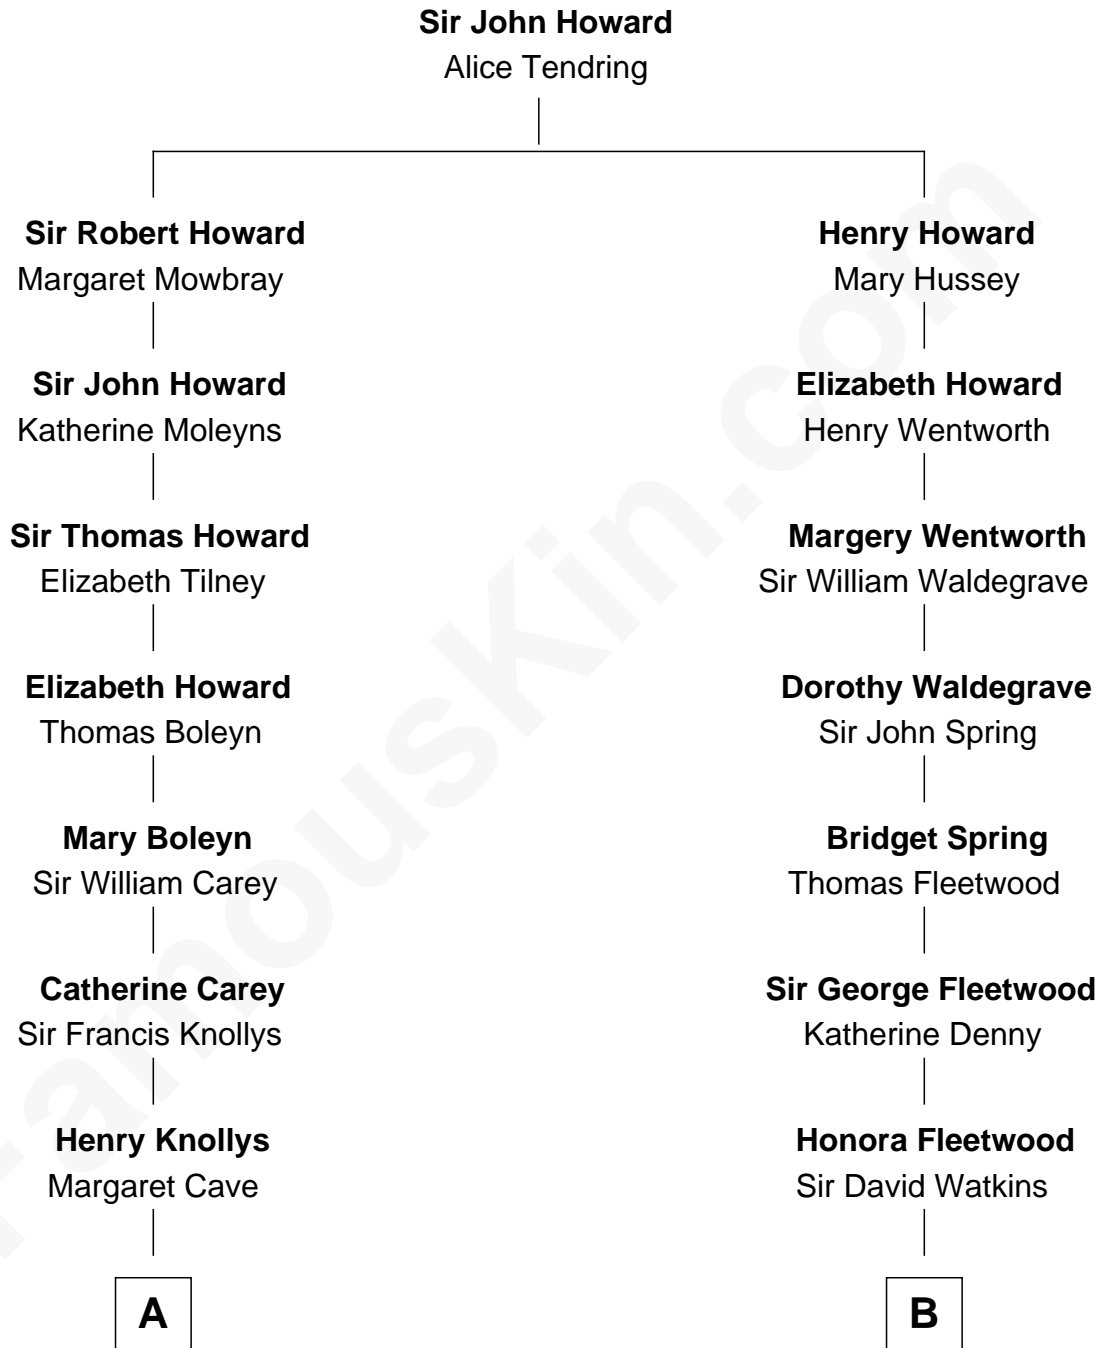 Sir John Howard
Alice Tendring
Sir Robert Howard
Margaret Mowbray
Henry Howard
Mary Hussey
Sir John Howard
Katherine Moleyns
Elizabeth Howard
Henry Wentworth
Sir Thomas Howard
Elizabeth Tilney
Margery Wentworth
Sir William Waldegrave
Elizabeth Howard
Thomas Boleyn
Dorothy Waldegrave
Sir John Spring
Mary Boleyn
Sir William Carey
Bridget Spring
Thomas Fleetwood
Catherine Carey
Sir Francis Knollys
Sir George Fleetwood
Katherine Denny
Henry Knollys
Margaret Cave
Honora Fleetwood
Sir David Watkins
A
B
FamousKin.com